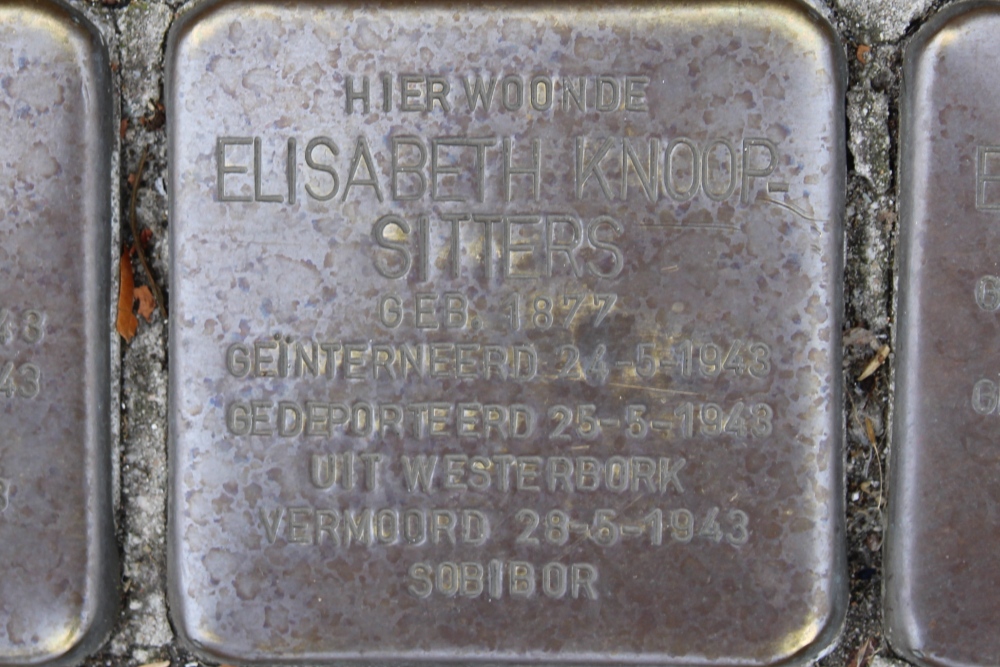 HIER WOONDE
ELISABETH KNOOP-
SITTERS
GEB. 1877
GEÏNTERNEERD 24-5-1943
GEDEPORTEERD 25-5-1943
UIT WESTERBORK
VERMOORD 28-5-1943
SOBIBOR